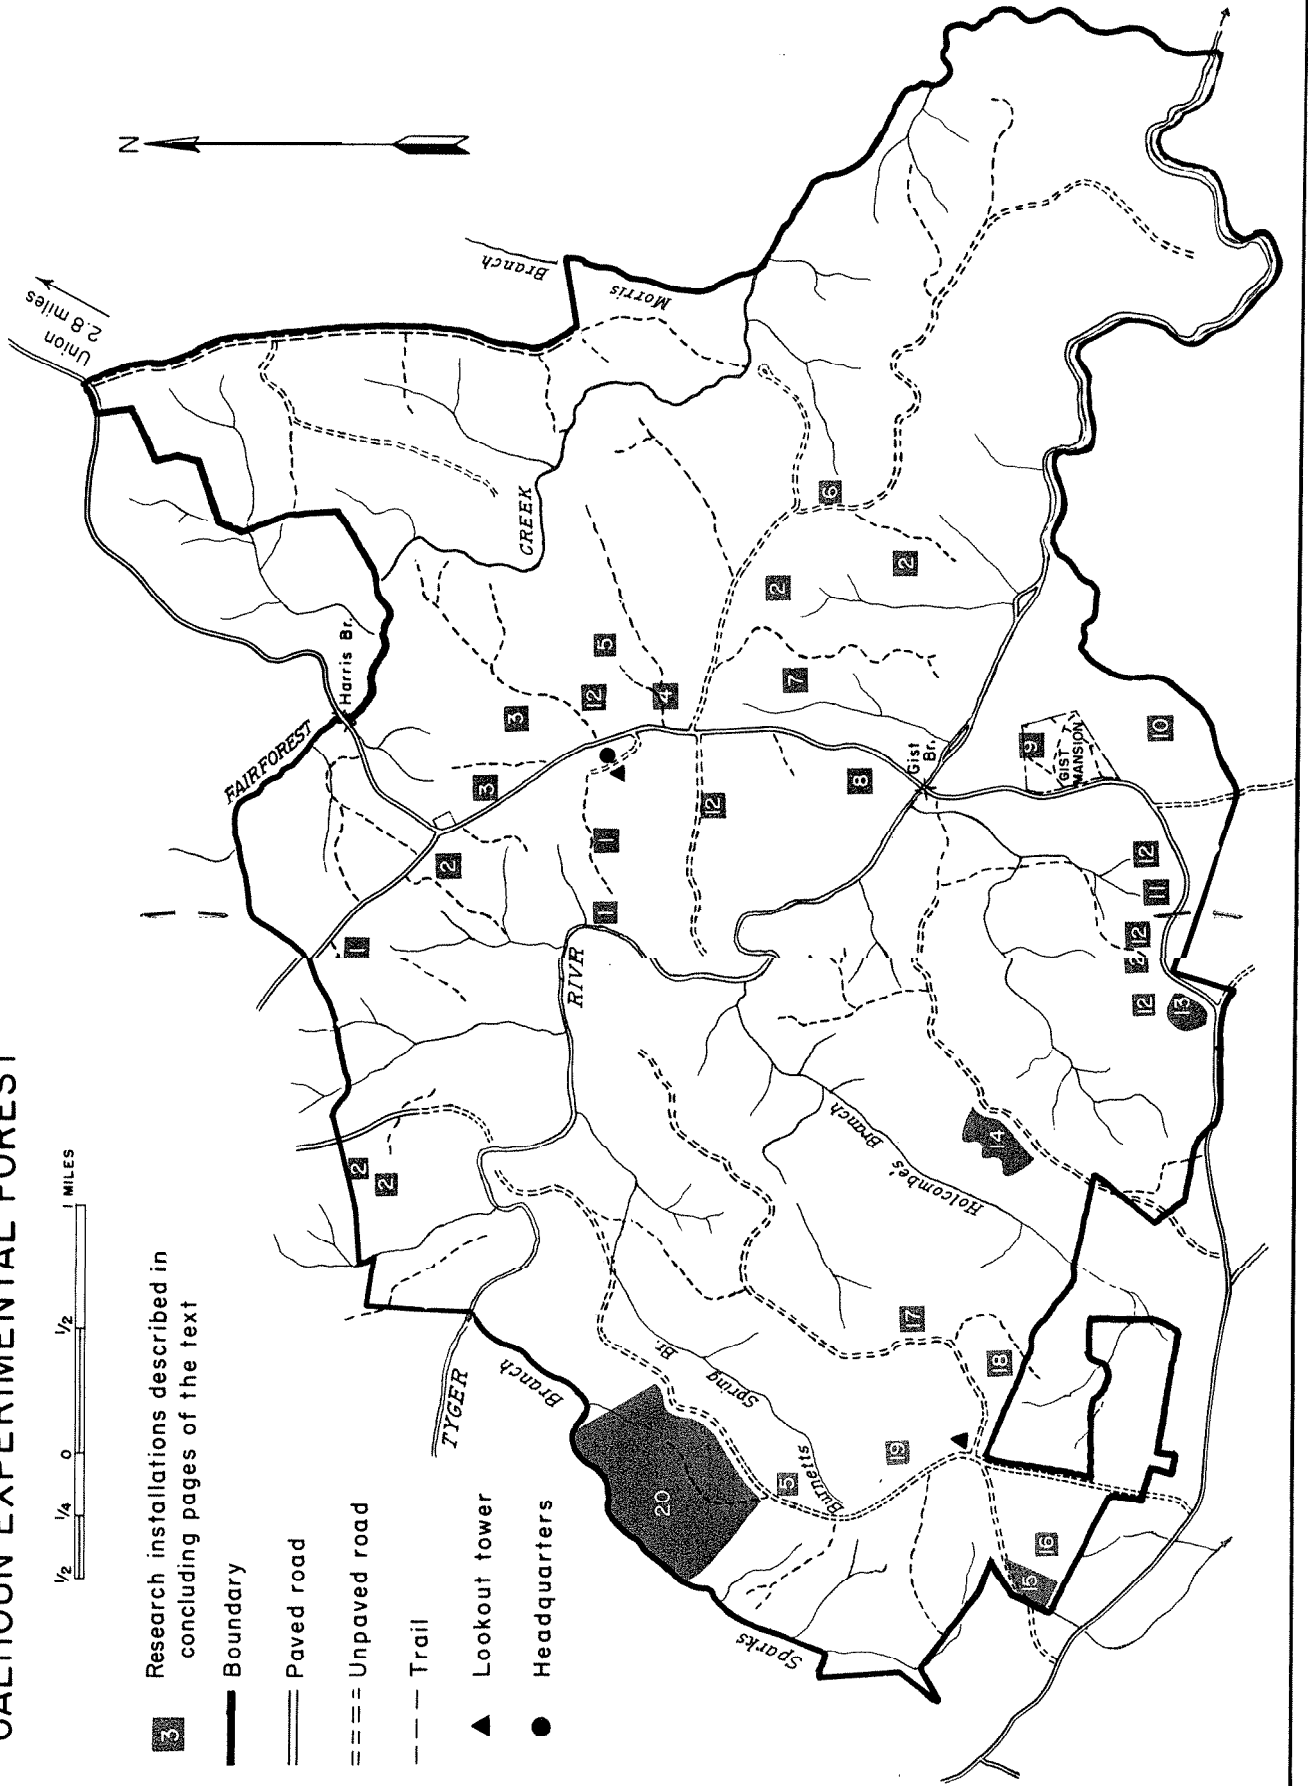 CALHOUN EXPERIMENTAL FOREST
1/2 1/4 0 1/2 1 MILES
3 Research installations described in
concluding pages of the text
Boundary
Paved road
Unpaved road
Trail
Lookout tower
Headquarters
N
Union
2.8 miles
Harris Br.
FAIRFOREST
CREEK
Morris
Branch
TYGER
RIVR
Branch
Sparks
Spring
Br.
Burnetts
Holcombe's Branch
Gist
Br.
GIST
MANSION
1
1
1
2
2
2
2
2
2
3
3
4
5
5
6
7
8
9
10
11
12
12
12
12
12
13
14
15
16
17
18
19
20